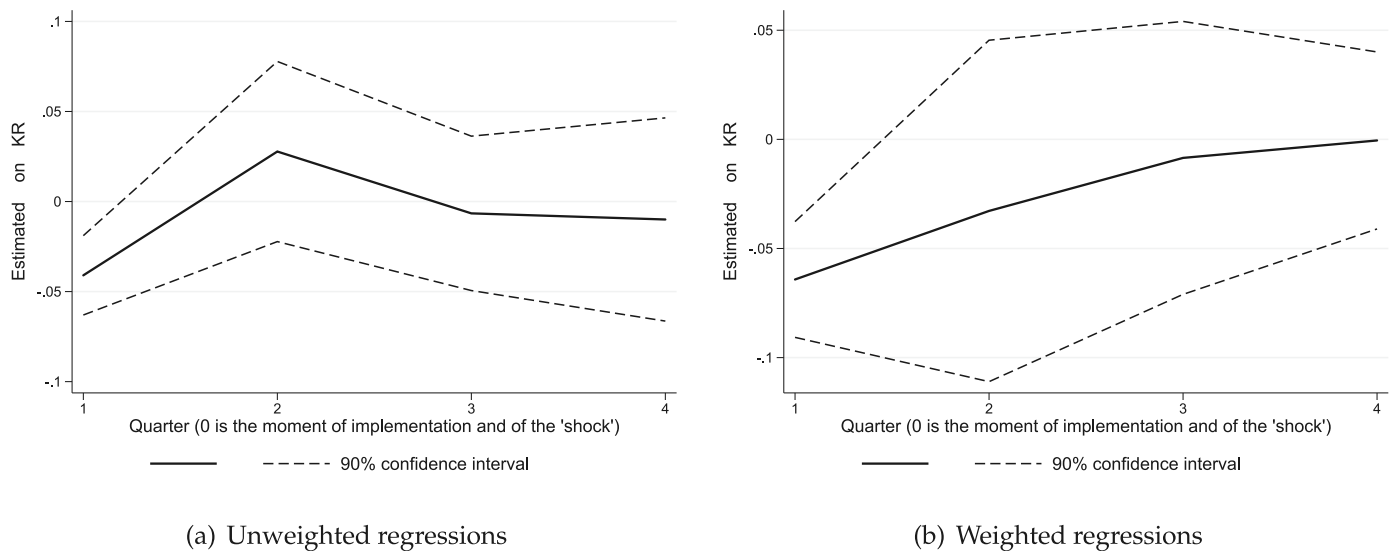 .1
.05
0
-.05
-.1
Estimated on KR
1 2 3 4
Quarter (0 is the moment of implementation and of the 'shock')
90% confidence interval
(a) Unweighted regressions
.05
0
-.05
-.1
Estimated on KR
1 2 3 4
Quarter (0 is the moment of implementation and of the 'shock')
90% confidence interval
(b) Weighted regressions